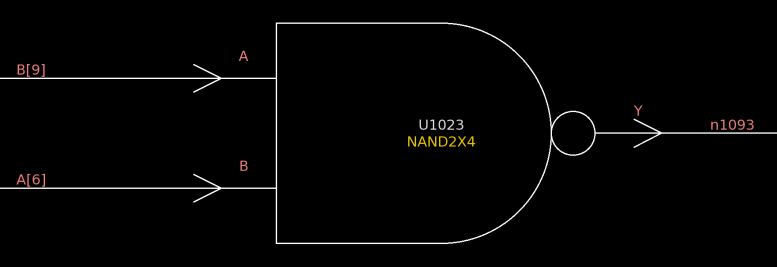 B[9]
A
A[6]
B
U1023
NAND2X4
Y
n1093